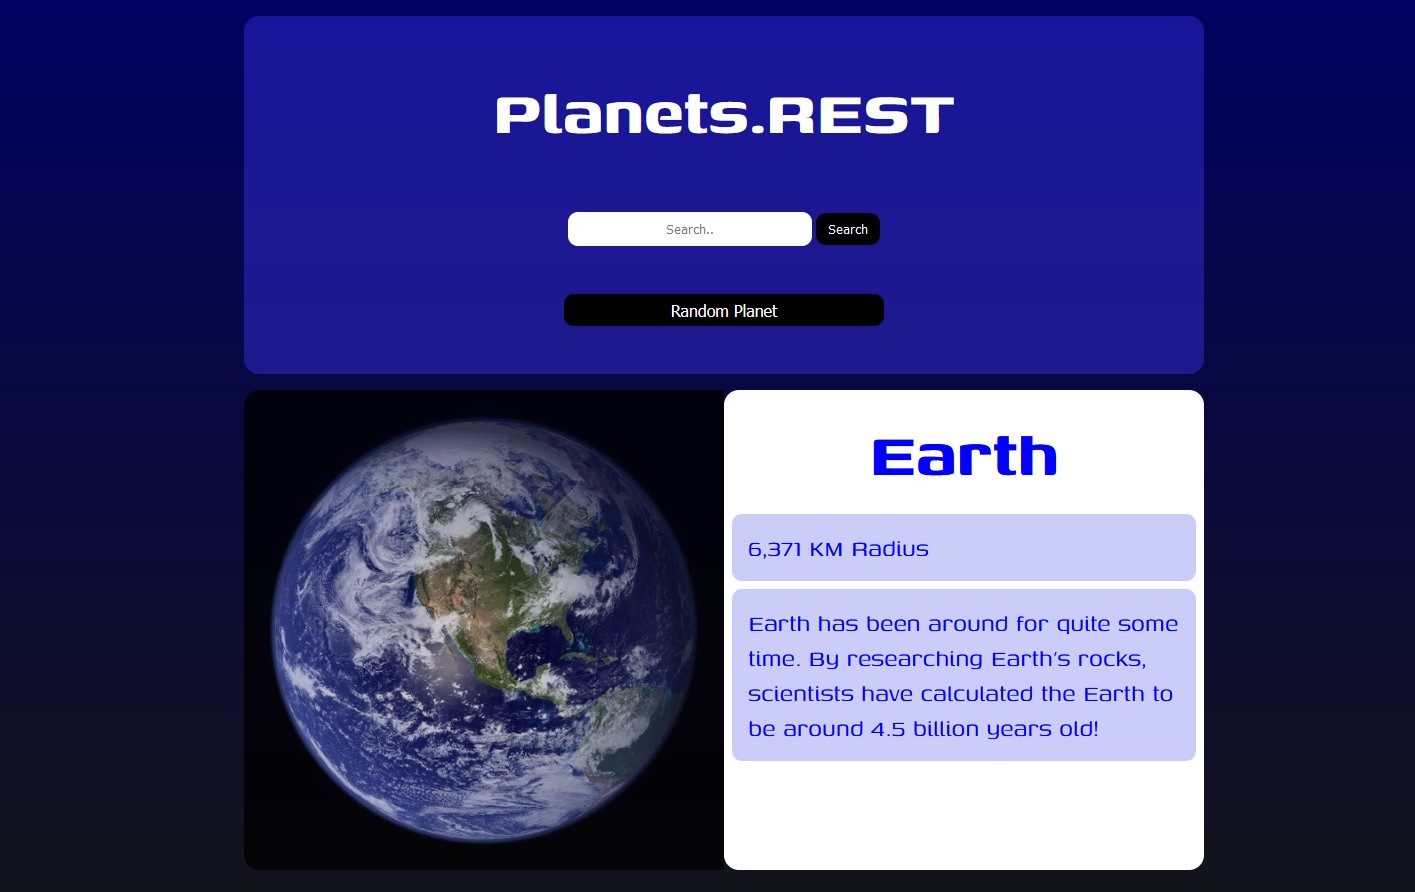 Planets.REST
Search..
Search
Random Planet
Earth
6,371 KM Radius
Earth has been around for quite some
time. By researching Earth's rocks,
scientists have calculated the Earth to
be around 4.5 billion years old!